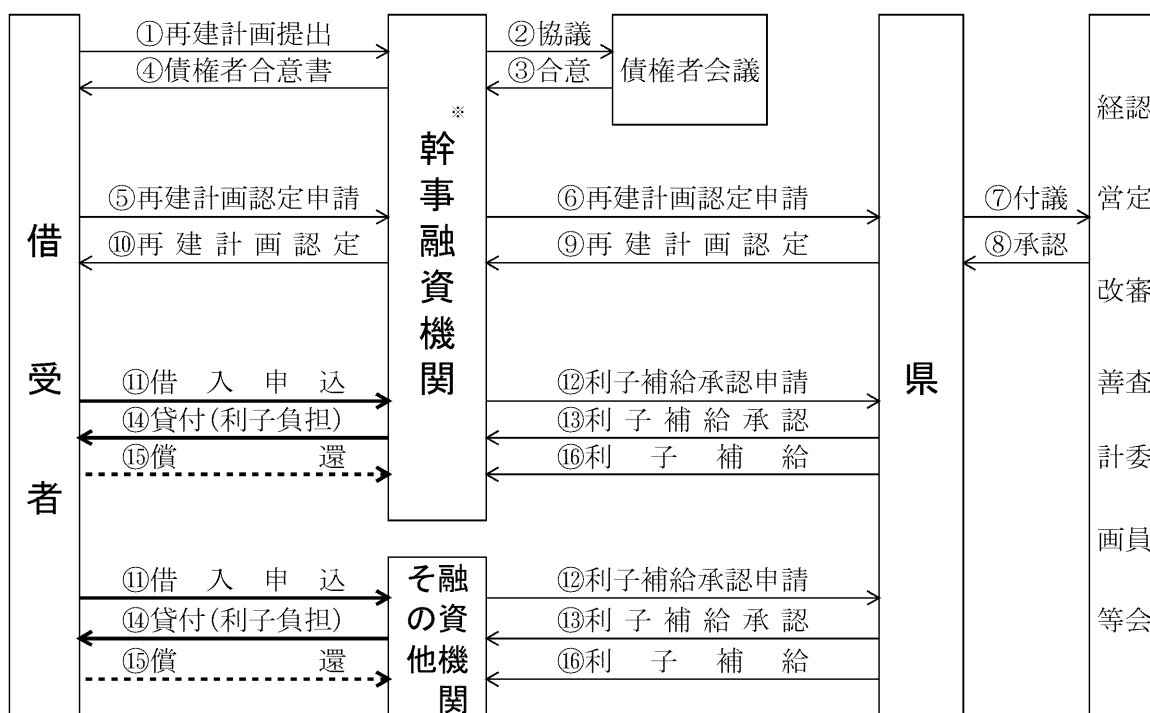 ①再建計画提出
②協議
④債権者合意書
③合意
債権者会議
※
幹事融資機関
⑤再建計画認定申請
⑥再建計画認定申請
⑦付議
⑩再建計画認定
⑨再建計画認定
⑧承認
借受者
県
経営改善計画等
認定審査委員会
⑪借入申込
⑫利子補給承認申請
⑭貸付(利子負担)
⑬利子補給承認
⑮償還
⑯利子補給
その他
融資機関
⑪借入申込
⑫利子補給承認申請
⑭貸付(利子負担)
⑬利子補給承認
⑮償還
⑯利子補給